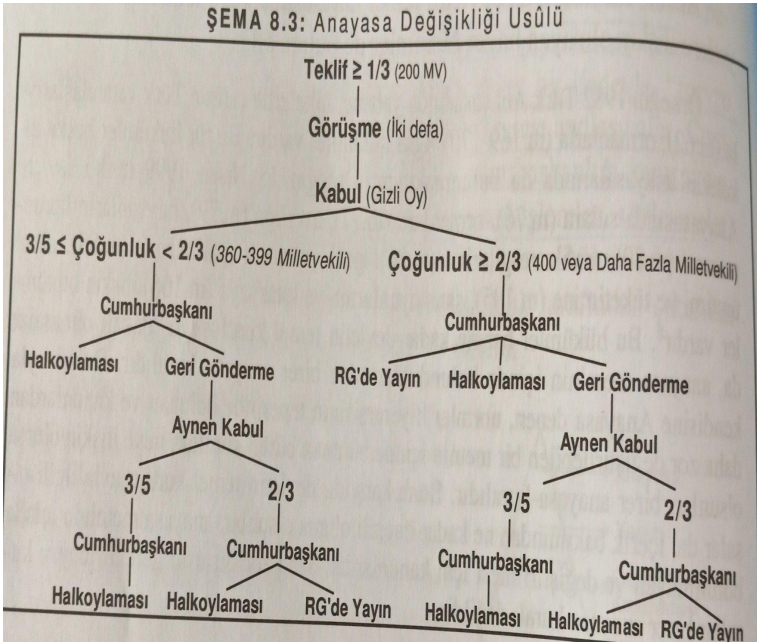 ŞEMA 8.3: Anayasa Değişikliği Usûlü
Teklif ≥ 1/3 (200 MV)
Görüşme (İki defa)
Kabul (Gizli Oy)
3/5 ≤ Çoğunluk < 2/3 (360-399 Milletvekili)
Çoğunluk ≥ 2/3 (400 veya Daha Fazla Milletvekili)
Cumhurbaşkanı
Cumhurbaşkanı
Halkoylaması
Geri Gönderme
RG'de Yayın
Halkoylaması
Geri Gönderme
Aynen Kabul
Aynen Kabul
3/5
2/3
3/5
2/3
Cumhurbaşkanı
Cumhurbaşkanı
Cumhurbaşkanı
Cumhurbaşkanı
Halkoylaması
Halkoylaması
RG'de Yayın
Halkoylaması
Halkoylaması
RG'de Yayın